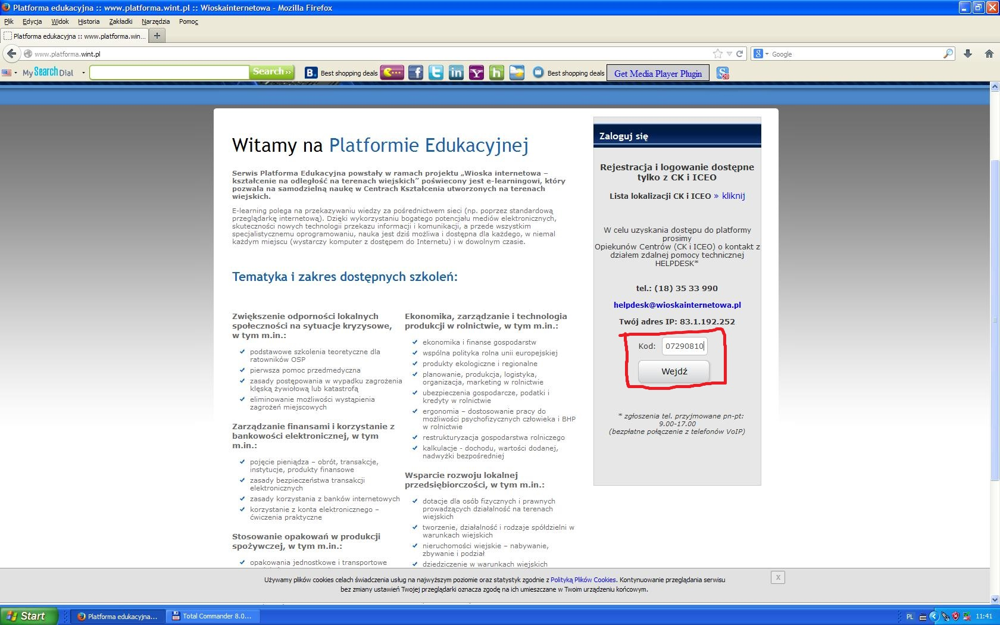 Platforma edukacyjna :: www.platforma.wint.pl :: Wioskainternetowa - Mozilla Firefox
Plik Edycja Widok Historia Zakładki Narzędzia Pomoc
Platforma edukacyjna :: www.platforma.win... +
www.platforma.wint.pl
Google
My Search Dial
Search ››
B. Best shopping deals
Best shopping deals
Get Media Player Plugin
20
Witamy na Platformie Edukacyjnej
Serwis Platforma Edukacyjna powstały w ramach projektu „Wioska internetowa –
kształcenie na odległość na terenach wiejskich” poświecony jest e-learningowi, który
pozwala na samodzielną naukę w Centrach Kształcenia utworzonych na terenach
wiejskich.
E-learning polega na przekazywaniu wiedzy za pośrednictwem sieci (np. poprzez standardową
przeglądarkę internetową). Dzięki wykorzystaniu bogatego potencjału mediów elektronicznych,
skuteczności nowych technologii przekazu informacji i komunikacji, a przede wszystkim
specjalistycznemu oprogramowaniu, nauka jest dziś możliwa i dostępna dla każdego, w niemal
każdym miejscu (wystarczy komputer z dostępem do Internetu) i w dowolnym czasie.
Tematyka i zakres dostępnych szkoleń:
Zwiększenie odporności lokalnych
społeczności na sytuacje kryzysowe,
w tym m.in.:
podstawowe szkolenia teoretyczne dla
ratowników OSP
pierwsza pomoc przedmedyczna
zasady postępowania w wypadku zagrożenia
klęską żywiołową lub katastrofą
eliminowanie możliwości wystąpienia
zagrożeń miejscowych
Zarządzanie finansami i korzystanie z
bankowości elektronicznej, w tym
m.in.:
pojęcie pieniądza – obrót, transakcje,
instytucje, produkty finansowe
zasady bezpieczeństwa transakcji
elektronicznych
zasady korzystania z banków internetowych
korzystanie z konta elektronicznego –
ćwiczenia praktyczne
Stosowanie opakowań w produkcji
spożywczej, w tym m.in.:
opakowania jednostkowe i transportowe
Ekonomika, zarządzanie i technologia
produkcji w rolnictwie, w tym m.in.:
ekonomika i finanse gospodarstw
wspólna polityka rolna unii europejskiej
produkty ekologiczne i regionalne
planowanie, produkcja, logistyka,
organizacja, marketing w rolnictwie
ubezpieczenia gospodarcze, podatki i
kredyty w rolnictwie
ergonomia – dostosowanie pracy do
możliwości psychofizycznych człowieka i BHP
w rolnictwie
restrukturyzacja gospodarstwa rolniczego
kalkulacje - dochodu, wartości dodanej,
nadwyżki bezpośredniej
Wsparcie rozwoju lokalnej
przedsiębiorczości, w tym m.in.:
dotacje dla osób fizycznych i prawnych
prowadzących działalność na terenach
wiejskich
tworzenie, działalność i rodzaje spółdzielni w
warunkach wiejskich
nieruchomości wiejskie – nabywanie,
zbywanie i podział
dziedziczenie w warunkach wiejskich
Zaloguj się
Rejestracja i logowanie dostępne
tylko z CK i ICEO
Lista lokalizacji CK i ICEO » kliknij
W celu uzyskania dostępu do platformy
prosimy
Opiekunów Centrów (CK i ICEO) o kontakt z
działem zdalnej pomocy technicznej
HELPDESK*
tel.: (18) 35 33 990
helpdesk@wioskainternetowa.pl
Twój adres IP: 83.1.192.252
Kod: 07290810
Wejdź
* zgłoszenia tel. przyjmowane pn-pt:
9.00-17.00
(bezpłatne połączenie z telefonów VoIP)
Używamy plików cookies celach świadczenia usług na najwyższym poziomie oraz statystyk zgodnie z Polityką Plików Cookies. Kontynuowanie przeglądania serwisu
bez zmiany ustawień Twojej przeglądarki oznacza zgodę na ich umieszczane w Twoim urządzeniu końcowym.
x
Start Platforma edukacyjna... Total Commander 8.0... PL 11:41